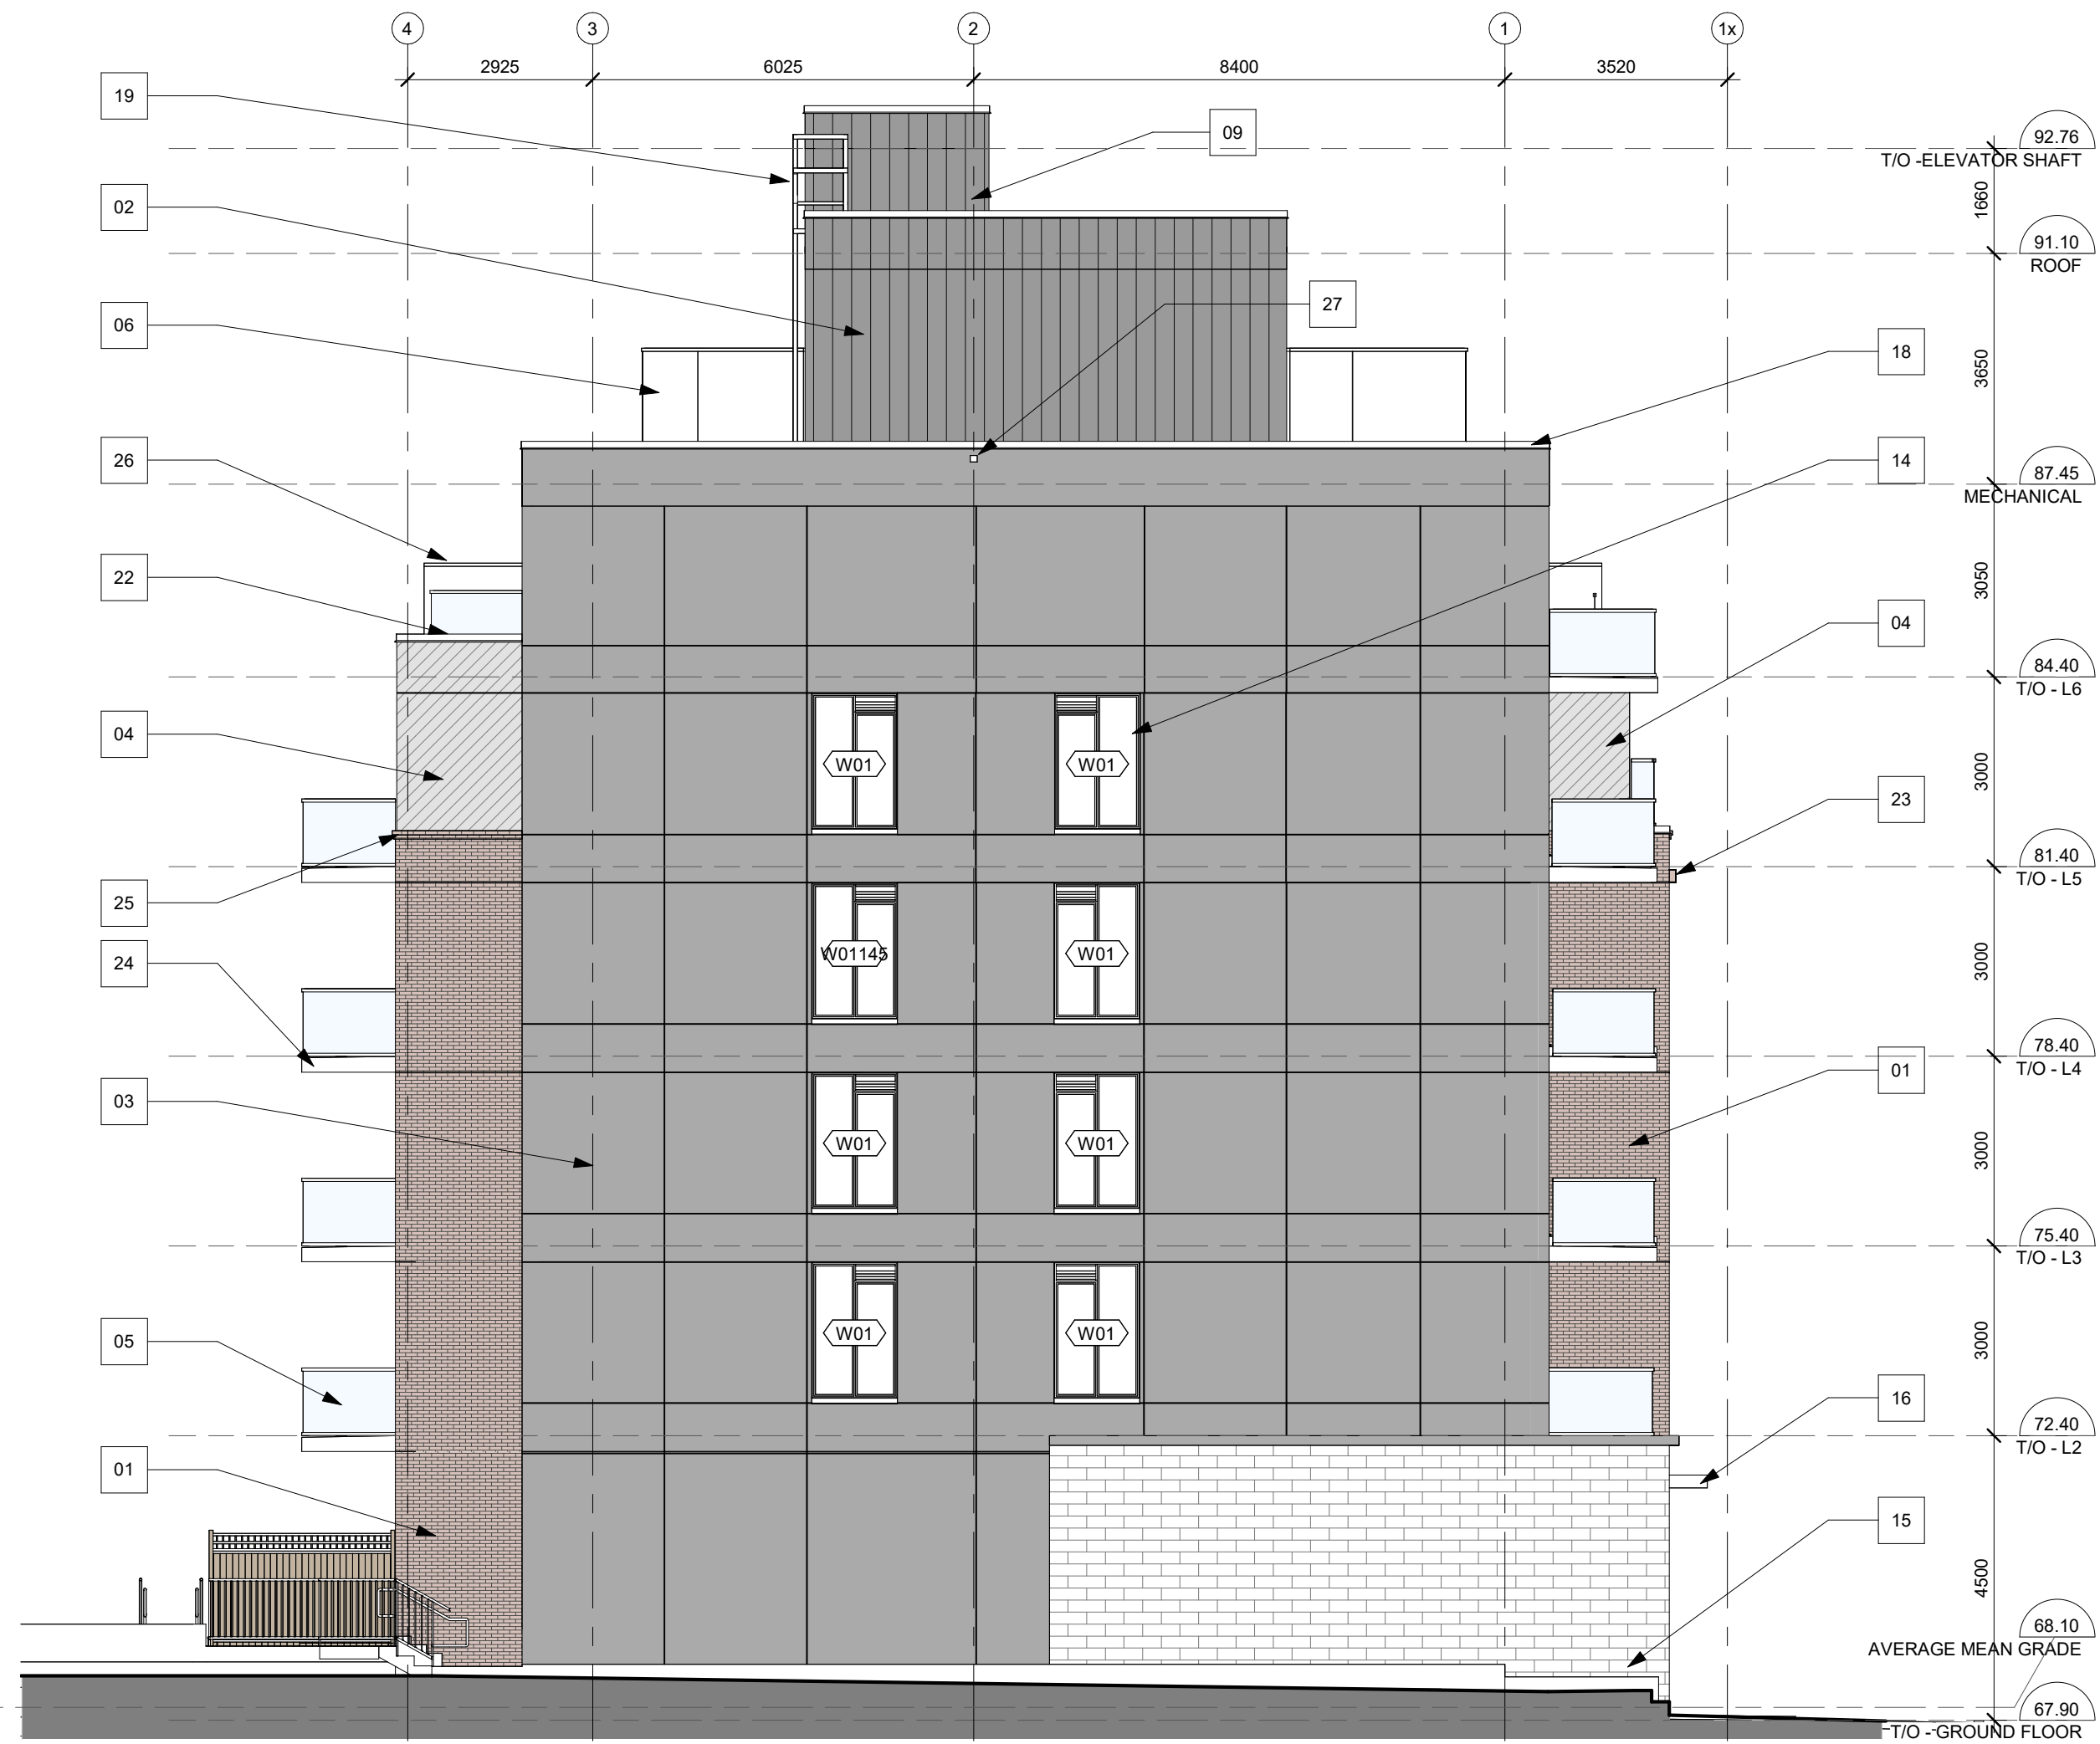 4
3
2
1
1x
2925
6025
8400
3520
19
09
92.76
T/O -ELEVATOR SHAFT
1660
02
91.10
ROOF
27
06
18
3650
26
14
87.45
MECHANICAL
22
3050
04
84.40
T/O - L6
04
W01
W01
3000
23
25
81.40
T/O - L5
24
W01145
W01
3000
78.40
T/O - L4
01
03
W01
W01
3000
75.40
T/O - L3
05
W01
W01
3000
16
72.40
T/O - L2
01
15
4500
68.10
AVERAGE MEAN GRADE
67.90
T/O - GROUND FLOOR